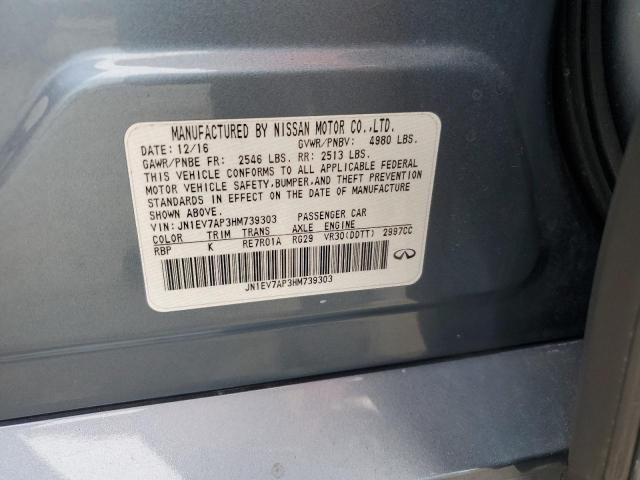 MANUFACTURED BY NISSAN MOTOR CO.,LTD.
DATE: 12/16 GVWR/PNBV: 4980 LBS.
GAWR/PNBE FR: 2546 LBS. RR: 2513 LBS.
THIS VEHICLE CONFORMS TO ALL APPLICABLE FEDERAL
MOTOR VEHICLE SAFETY,BUMPER,AND THEFT PREVENTION
STANDARDS IN EFFECT ON THE DATE OF MANUFACTURE
SHOWN ABOVE.
VIN: JN1EV7AP3HM739303 PASSENGER CAR
COLOR TRIM TRANS AXLE ENGINE
RBP K RE7R01A RG29 VR30(DDTT) 2997CC
JN1EV7AP3HM739303